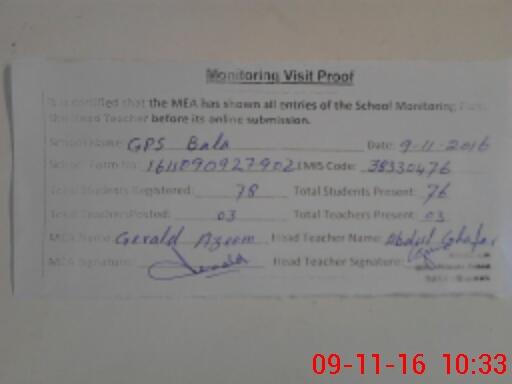 Monitoring Visit Proof
It is certified that the MEA has shown all entries of the School Monitoring
the Head Teacher before its online submission.
School Name: GPS Bala Date: 9-11-2016
School Form No: 1611090927902 EMIS Code: 38330476
Total Students Registered: 78 Total Students Present: 76
Total Teachers Posted: 03 Total Teachers Present: 03
MEA Name: Gerald Azeem Head Teacher Name: Abdul Ghafar
MEA Signature: Head Teacher Signature:
09-11-16 10:33